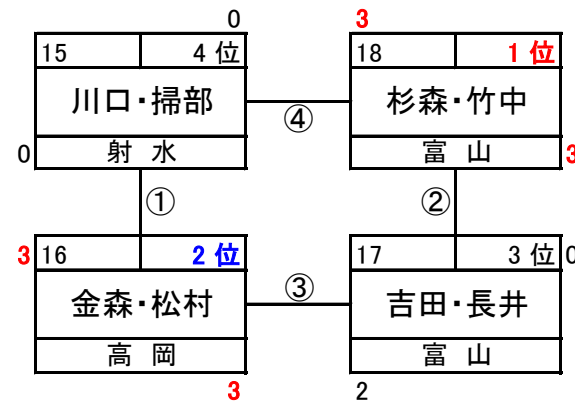 0 3
15 4 位 18 1 位
川口・掃部 杉森・竹中
④
0 射 水 富 山 3
① ②
3 16 2 位 17 3 位 0
金森・松村 吉田・長井
③
高 岡 富 山
3 2